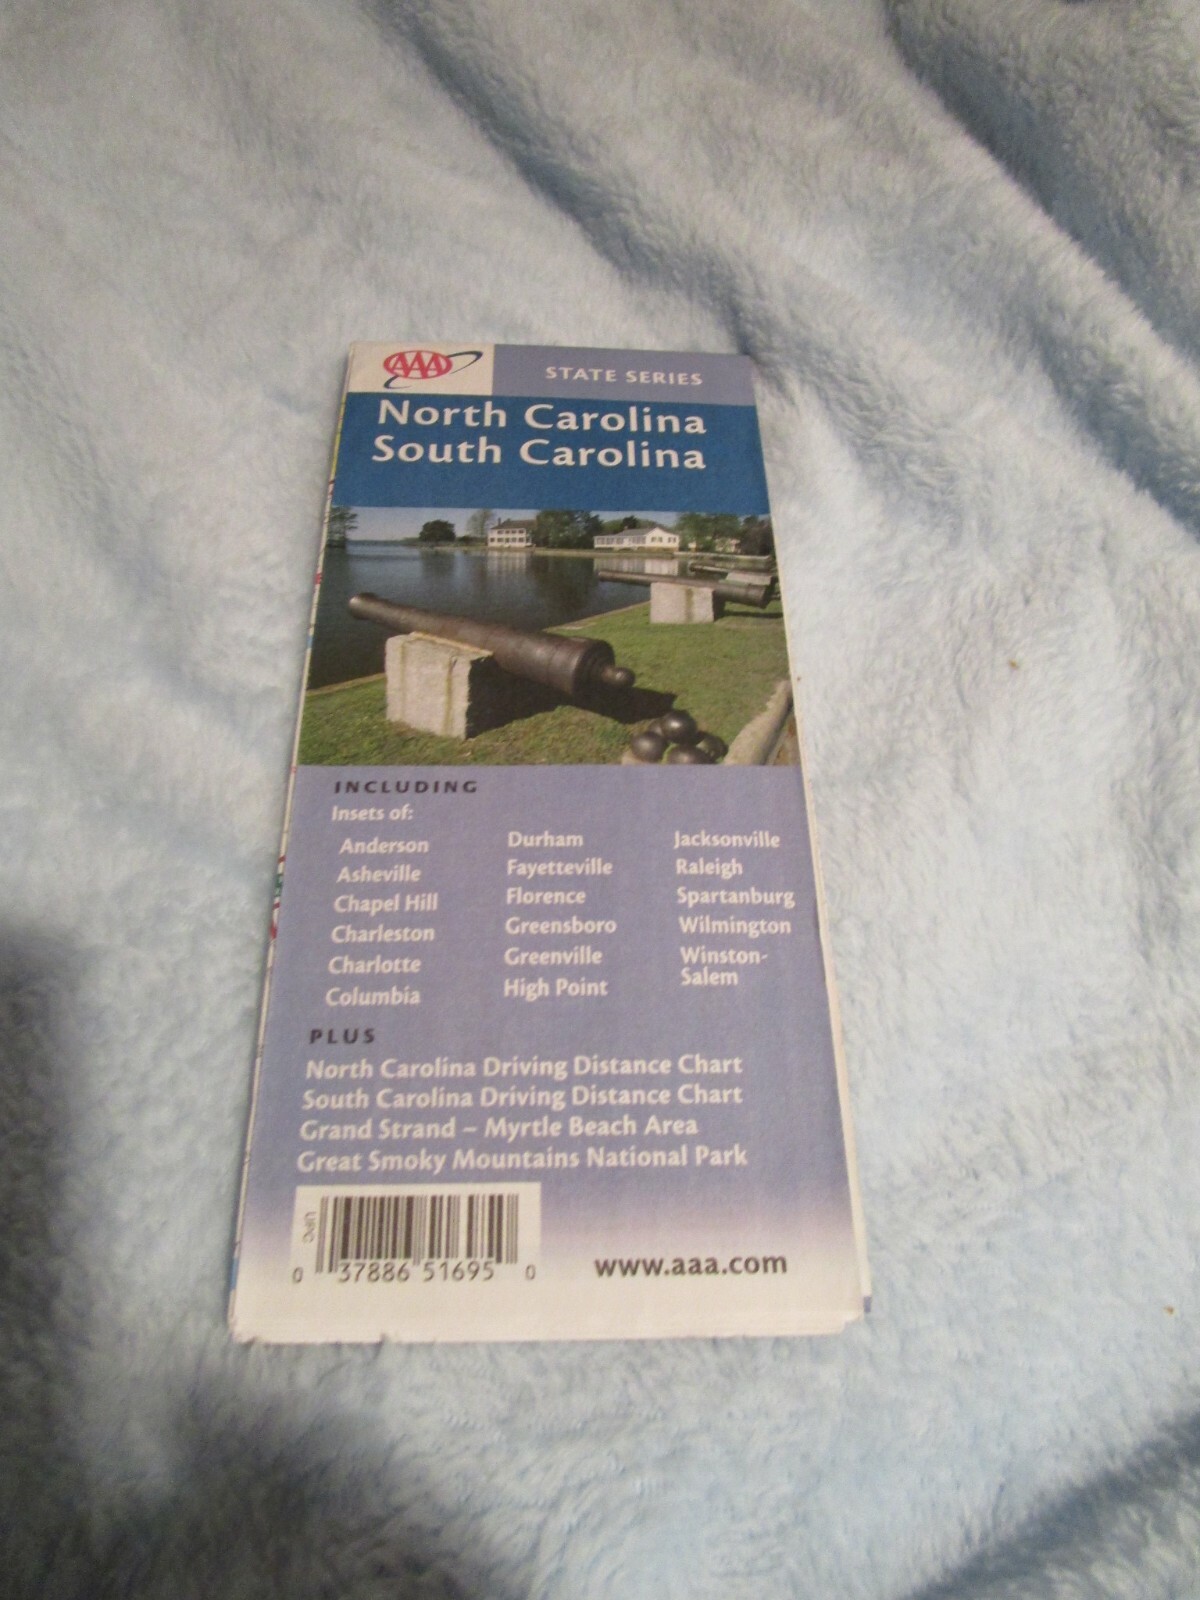 AAA
STATE SERIES
North Carolina
South Carolina
INCLUDING
Insets of:
Anderson
Asheville
Chapel Hill
Charleston
Charlotte
Columbia
Durham
Fayetteville
Florence
Greensboro
Greenville
High Point
Jacksonville
Raleigh
Spartanburg
Wilmington
Winston-
Salem
PLUS
North Carolina Driving Distance Chart
South Carolina Driving Distance Chart
Grand Strand – Myrtle Beach Area
Great Smoky Mountains National Park
UPC
0 37886 51695 0
www.aaa.com